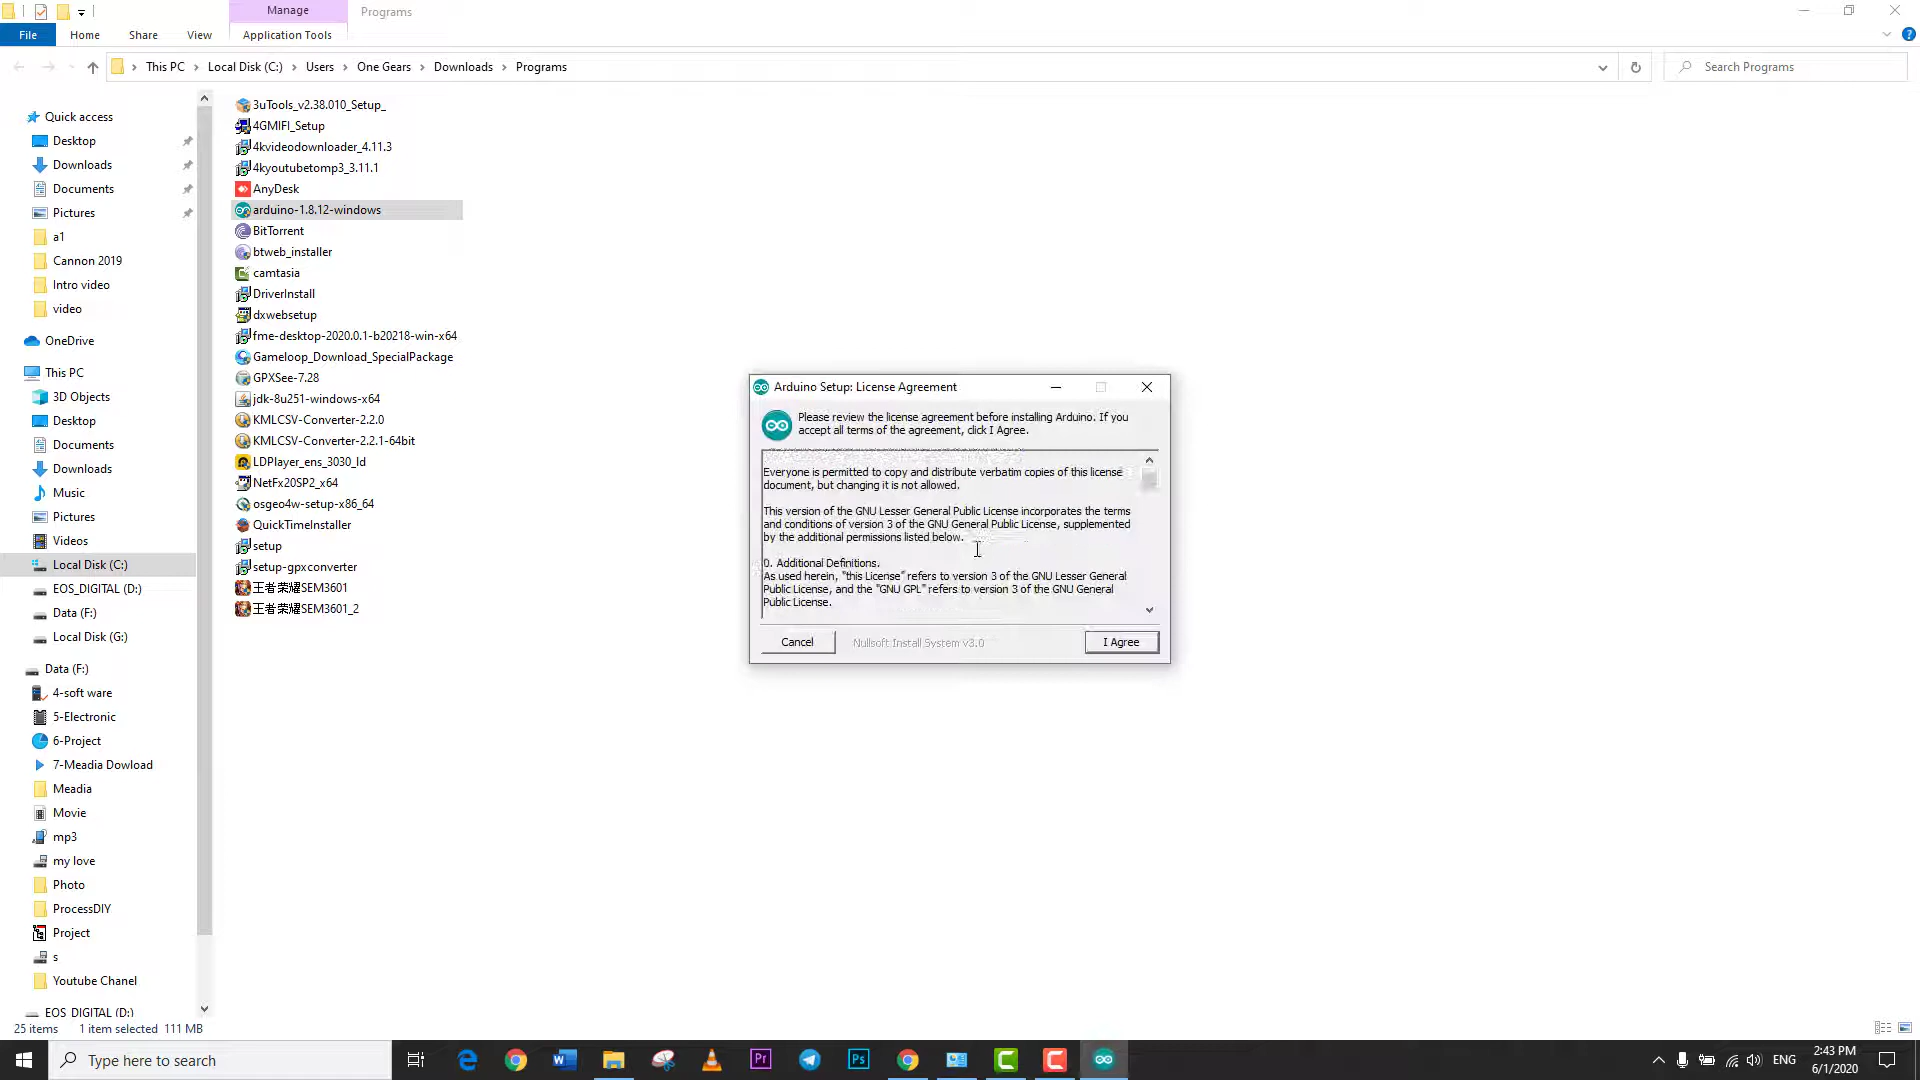 Manage
Programs
File
Home
Share
View
Application Tools
This PC
Local Disk (C:)
Users
One Gears
Downloads
Programs
Search Programs
Quick access
Desktop
Downloads
Documents
Pictures
a1
Cannon 2019
Intro video
video
OneDrive
This PC
3D Objects
Desktop
Documents
Downloads
Music
Pictures
Videos
Local Disk (C:)
EOS_DIGITAL (D:)
Data (F:)
Local Disk (G:)
Data (F:)
4-soft ware
5-Electronic
6-Project
7-Meadia Dowload
Meadia
Movie
mp3
my love
Photo
ProcessDIY
Project
s
Youtube Chanel
EOS_DIGITAL (D:)
3uTools_v2.38.010_Setup_
4GMIFI_Setup
4kvideodownloader_4.11.3
4kyoutubetomp3_3.11.1
AnyDesk
arduino-1.8.12-windows
BitTorrent
btweb_installer
camtasia
DriverInstall
dxwebsetup
fme-desktop-2020.0.1-b20218-win-x64
Gameloop_Download_SpecialPackage
GPXSee-7.28
jdk-8u251-windows-x64
KMLCSV-Converter-2.2.0
KMLCSV-Converter-2.2.1-64bit
LDPlayer_ens_3030_ld
NetFx20SP2_x64
osgeo4w-setup-x86_64
QuickTimeInstaller
setup
setup-gpxconverter
王者荣耀SEM3601
王者荣耀SEM3601_2
Arduino Setup: License Agreement
Please review the license agreement before installing Arduino. If you
accept all terms of the agreement, click I Agree.
Everyone is permitted to copy and distribute verbatim copies of this license
document, but changing it is not allowed.
This version of the GNU Lesser General Public License incorporates the terms
and conditions of version 3 of the GNU General Public License, supplemented
by the additional permissions listed below.
0. Additional Definitions.
As used herein, "this License" refers to version 3 of the GNU Lesser General
Public License, and the "GNU GPL" refers to version 3 of the GNU General
Public License.
Cancel
Nullsoft Install System v3.0
I Agree
25 items
1 item selected 111 MB
Type here to search
ENG
2:43 PM
6/1/2020